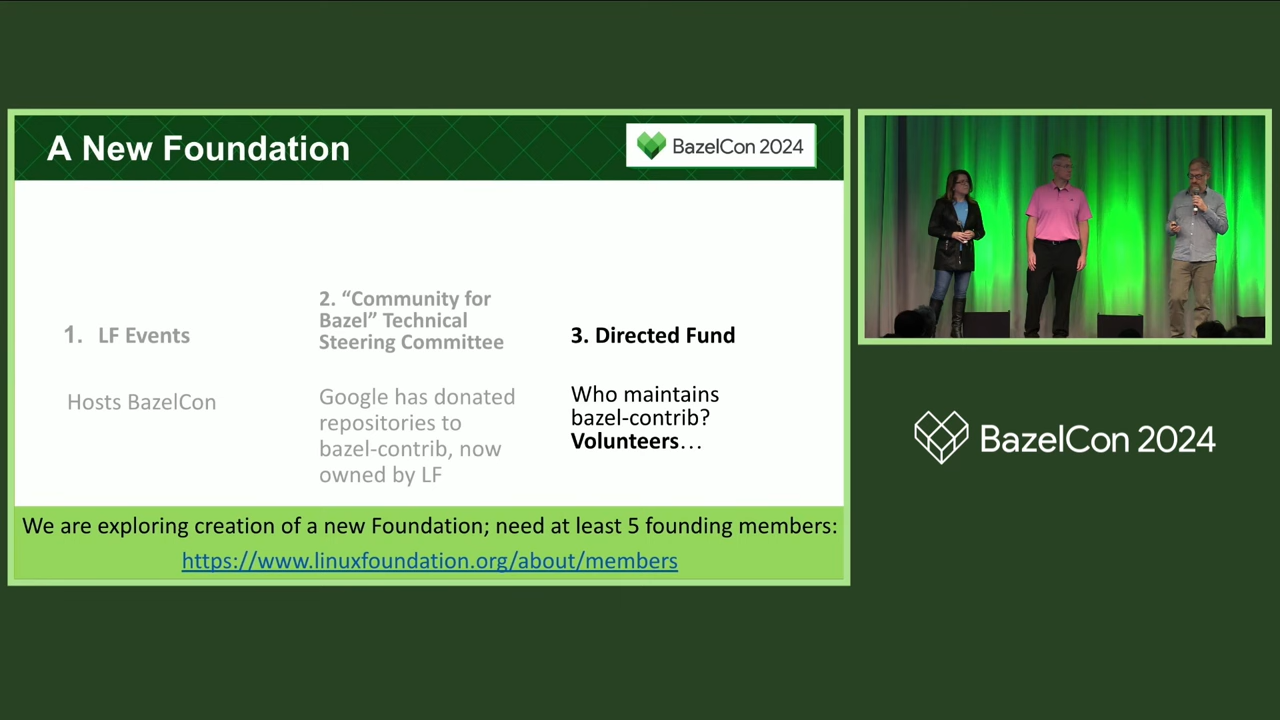 A New Foundation
BazelCon 2024
1. LF Events
Hosts BazelCon
2. “Community for
Bazel” Technical
Steering Committee
Google has donated
repositories to
bazel-contrib, now
owned by LF
3. Directed Fund
Who maintains
bazel-contrib?
Volunteers…
We are exploring creation of a new Foundation; need at least 5 founding members:
https://www.linuxfoundation.org/about/members
BazelCon 2024